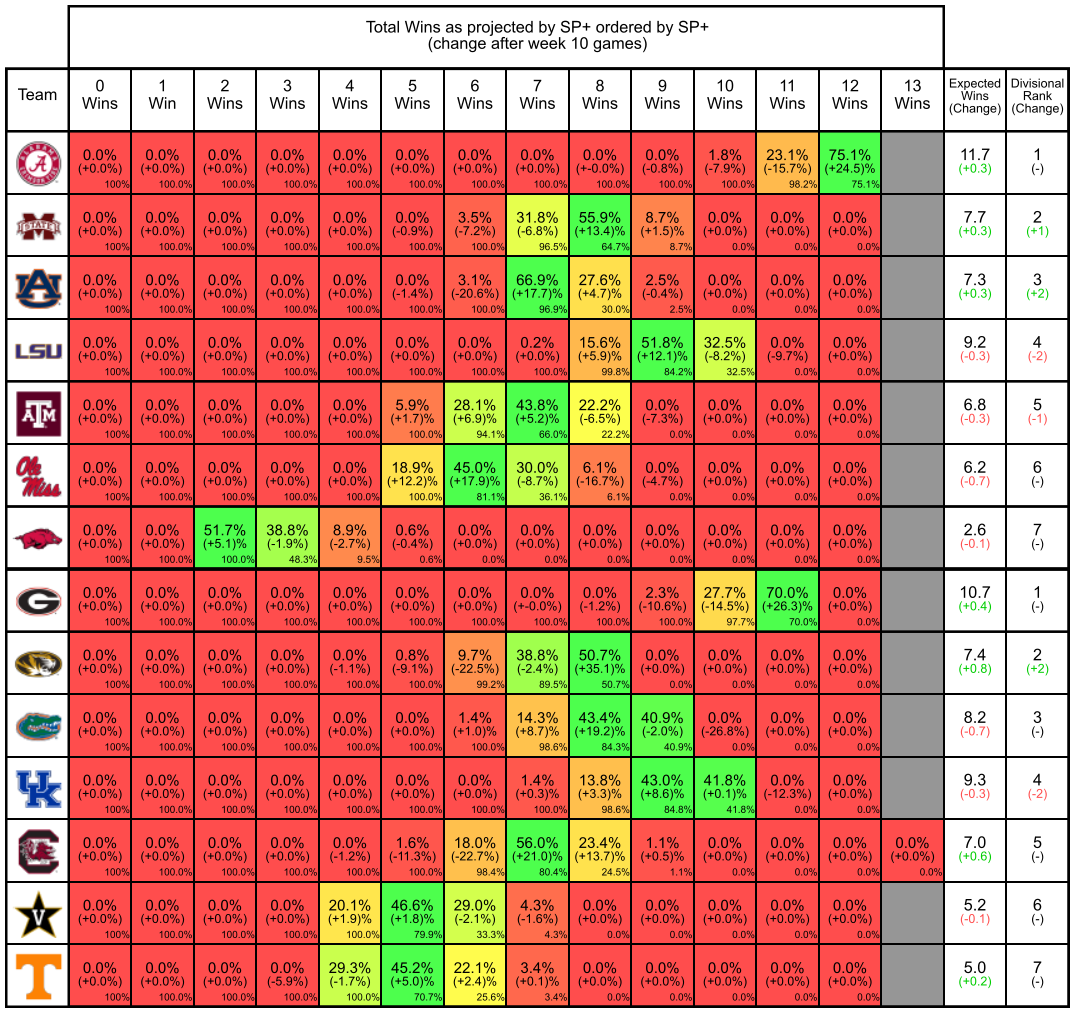 Total Wins as projected by SP+ ordered by SP+
(change after week 10 games)
Team 0 Wins 1 Win 2 Wins 3 Wins 4 Wins 5 Wins 6 Wins 7 Wins 8 Wins 9 Wins 10 Wins 11 Wins 12 Wins 13 Wins Expected Wins (Change) Divisional Rank (Change)
A
0.0% 0.0% 0.0% 0.0% 0.0% 0.0% 0.0% 0.0% 0.0% 0.0% 1.8% 23.1% 75.1% 11.7 1
(+0.0%) (+0.0%) (+0.0%) (+0.0%) (+0.0%) (+0.0%) (+0.0%) (+0.0%) (+-0.0%) (-0.8%) (-7.9%) (-15.7%) (+24.5)% (+0.3) (-)
100% 100.0% 100.0% 100.0% 100.0% 100.0% 100.0% 100.0% 100.0% 100.0% 100.0% 98.2% 75.1%
STATE
0.0% 0.0% 0.0% 0.0% 0.0% 0.0% 3.5% 31.8% 55.9% 8.7% 0.0% 0.0% 0.0% 7.7 2
(+0.0%) (+0.0%) (+0.0%) (+0.0%) (+0.0%) (-0.9%) (-7.2%) (-6.8%) (+13.4)% (+1.5)% (+0.0%) (+0.0%) (+0.0%) (+0.3) (+1)
100% 100.0% 100.0% 100.0% 100.0% 100.0% 100.0% 96.5% 64.7% 8.7% 0.0% 0.0% 0.0%
AU
0.0% 0.0% 0.0% 0.0% 0.0% 0.0% 3.1% 66.9% 27.6% 2.5% 0.0% 0.0% 0.0% 7.3 3
(+0.0%) (+0.0%) (+0.0%) (+0.0%) (+0.0%) (-1.4%) (-20.6%) (+17.7)% (+4.7)% (-0.4%) (+0.0%) (+0.0%) (+0.0%) (+0.3) (+2)
100% 100.0% 100.0% 100.0% 100.0% 100.0% 100.0% 96.9% 30.0% 2.5% 0.0% 0.0% 0.0%
LSU
0.0% 0.0% 0.0% 0.0% 0.0% 0.0% 0.0% 0.2% 15.6% 51.8% 32.5% 0.0% 0.0% 9.2 4
(+0.0%) (+0.0%) (+0.0%) (+0.0%) (+0.0%) (+0.0%) (+0.0%) (+0.0%) (+5.9)% (+12.1)% (-8.2%) (-9.7%) (+0.0%) (-0.3) (-2)
100% 100.0% 100.0% 100.0% 100.0% 100.0% 100.0% 100.0% 99.8% 84.2% 32.5% 0.0% 0.0%
ATM
0.0% 0.0% 0.0% 0.0% 0.0% 5.9% 28.1% 43.8% 22.2% 0.0% 0.0% 0.0% 0.0% 6.8 5
(+0.0%) (+0.0%) (+0.0%) (+0.0%) (+0.0%) (+1.7)% (+6.9)% (+5.2)% (-6.5%) (-7.3%) (+0.0%) (+0.0%) (+0.0%) (-0.3) (-1)
100% 100.0% 100.0% 100.0% 100.0% 100.0% 94.1% 66.0% 22.2% 0.0% 0.0% 0.0% 0.0%
Ole Miss
0.0% 0.0% 0.0% 0.0% 0.0% 18.9% 45.0% 30.0% 6.1% 0.0% 0.0% 0.0% 0.0% 6.2 6
(+0.0%) (+0.0%) (+0.0%) (+0.0%) (+0.0%) (+12.2)% (+17.9)% (-8.7%) (-16.7%) (-4.7%) (+0.0%) (+0.0%) (+0.0%) (-0.7) (-)
100% 100.0% 100.0% 100.0% 100.0% 100.0% 81.1% 36.1% 6.1% 0.0% 0.0% 0.0% 0.0%
0.0% 0.0% 51.7% 38.8% 8.9% 0.6% 0.0% 0.0% 0.0% 0.0% 0.0% 0.0% 0.0% 2.6 7
(+0.0%) (+0.0%) (+5.1)% (-1.9%) (-2.7%) (-0.4%) (+0.0%) (+0.0%) (+0.0%) (+0.0%) (+0.0%) (+0.0%) (+0.0%) (-0.1) (-)
100% 100.0% 100.0% 48.3% 9.5% 0.6% 0.0% 0.0% 0.0% 0.0% 0.0% 0.0% 0.0%
G
0.0% 0.0% 0.0% 0.0% 0.0% 0.0% 0.0% 0.0% 0.0% 2.3% 27.7% 70.0% 0.0% 10.7 1
(+0.0%) (+0.0%) (+0.0%) (+0.0%) (+0.0%) (+0.0%) (+0.0%) (+-0.0%) (-1.2%) (-10.6%) (-14.5%) (+26.3)% (+0.0%) (+0.4) (-)
100% 100.0% 100.0% 100.0% 100.0% 100.0% 100.0% 100.0% 100.0% 100.0% 97.7% 70.0% 0.0%
0.0% 0.0% 0.0% 0.0% 0.0% 0.8% 9.7% 38.8% 50.7% 0.0% 0.0% 0.0% 0.0% 7.4 2
(+0.0%) (+0.0%) (+0.0%) (+0.0%) (-1.1%) (-9.1%) (-22.5%) (-2.4%) (+35.1)% (+0.0%) (+0.0%) (+0.0%) (+0.0%) (+0.8) (+2)
100% 100.0% 100.0% 100.0% 100.0% 100.0% 99.2% 89.5% 50.7% 0.0% 0.0% 0.0% 0.0%
0.0% 0.0% 0.0% 0.0% 0.0% 0.0% 1.4% 14.3% 43.4% 40.9% 0.0% 0.0% 0.0% 8.2 3
(+0.0%) (+0.0%) (+0.0%) (+0.0%) (+0.0%) (+0.0%) (+1.0)% (+8.7)% (+19.2)% (-2.0%) (-26.8%) (+0.0%) (+0.0%) (-0.7) (-)
100% 100.0% 100.0% 100.0% 100.0% 100.0% 100.0% 98.6% 84.3% 40.9% 0.0% 0.0% 0.0%
UK
0.0% 0.0% 0.0% 0.0% 0.0% 0.0% 0.0% 1.4% 13.8% 43.0% 41.8% 0.0% 0.0% 9.3 4
(+0.0%) (+0.0%) (+0.0%) (+0.0%) (+0.0%) (+0.0%) (+0.0%) (+0.3)% (+3.3)% (+8.6)% (+0.1)% (-12.3%) (+0.0%) (-0.3) (-2)
100% 100.0% 100.0% 100.0% 100.0% 100.0% 100.0% 100.0% 98.6% 84.8% 41.8% 0.0% 0.0%
C
0.0% 0.0% 0.0% 0.0% 0.0% 1.6% 18.0% 56.0% 23.4% 1.1% 0.0% 0.0% 0.0% 0.0% 7.0 5
(+0.0%) (+0.0%) (+0.0%) (+0.0%) (-1.2%) (-11.3%) (-22.7%) (+21.0)% (+13.7)% (+0.5)% (+0.0%) (+0.0%) (+0.0%) (+0.0)% (+0.6) (-)
100% 100.0% 100.0% 100.0% 100.0% 100.0% 98.4% 80.4% 24.5% 1.1% 0.0% 0.0% 0.0% 0.0%
V
0.0% 0.0% 0.0% 0.0% 20.1% 46.6% 29.0% 4.3% 0.0% 0.0% 0.0% 0.0% 0.0% 5.2 6
(+0.0%) (+0.0%) (+0.0%) (+0.0%) (+1.9)% (+1.8)% (-2.1%) (-1.6%) (+0.0%) (+0.0%) (+0.0%) (+0.0%) (+0.0%) (-0.1) (-)
100% 100.0% 100.0% 100.0% 100.0% 79.9% 33.3% 4.3% 0.0% 0.0% 0.0% 0.0% 0.0%
T
0.0% 0.0% 0.0% 0.0% 29.3% 45.2% 22.1% 3.4% 0.0% 0.0% 0.0% 0.0% 0.0% 5.0 7
(+0.0%) (+0.0%) (+0.0%) (-5.9%) (-1.7%) (+5.0)% (+2.4)% (+0.1)% (+0.0%) (+0.0%) (+0.0%) (+0.0%) (+0.0%) (+0.2) (-)
100% 100.0% 100.0% 100.0% 100.0% 70.7% 25.6% 3.4% 0.0% 0.0% 0.0% 0.0% 0.0%